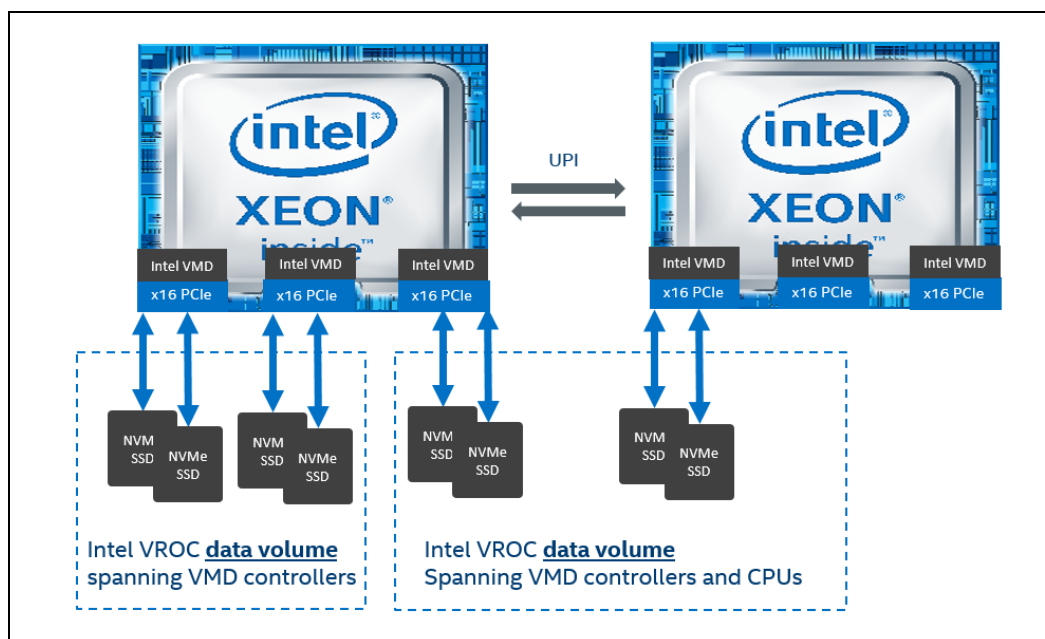 intel®
XEON®
inside™
UPI
intel®
XEON®
inside™
Intel VMD
x16 PCIe
Intel VMD
x16 PCIe
Intel VMD
x16 PCIe
Intel VMD
x16 PCIe
Intel VMD
x16 PCIe
Intel VMD
x16 PCIe
NVM
SSD
NVMe
SSD
NVM
SSD
NVMe
SSD
NVM
SSD
NVMe
SSD
NVM
SSD
NVMe
SSD
Intel VROC data volume
spanning VMD controllers
Intel VROC data volume
Spanning VMD controllers and CPUs